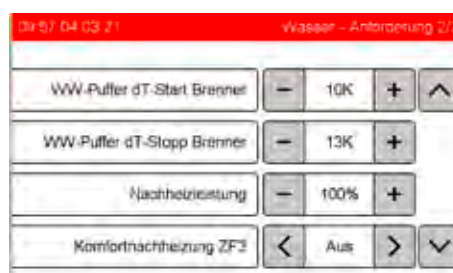 09:57 04.03.21 Wasser - Anforderung 2/
WW-Puffer dT-Start Brenner − 10K +
WW-Puffer dT-Stopp Brenner − 13K +
Nachheizleistung − 100% +
Komfortnachheizung ZF3 < Aus >